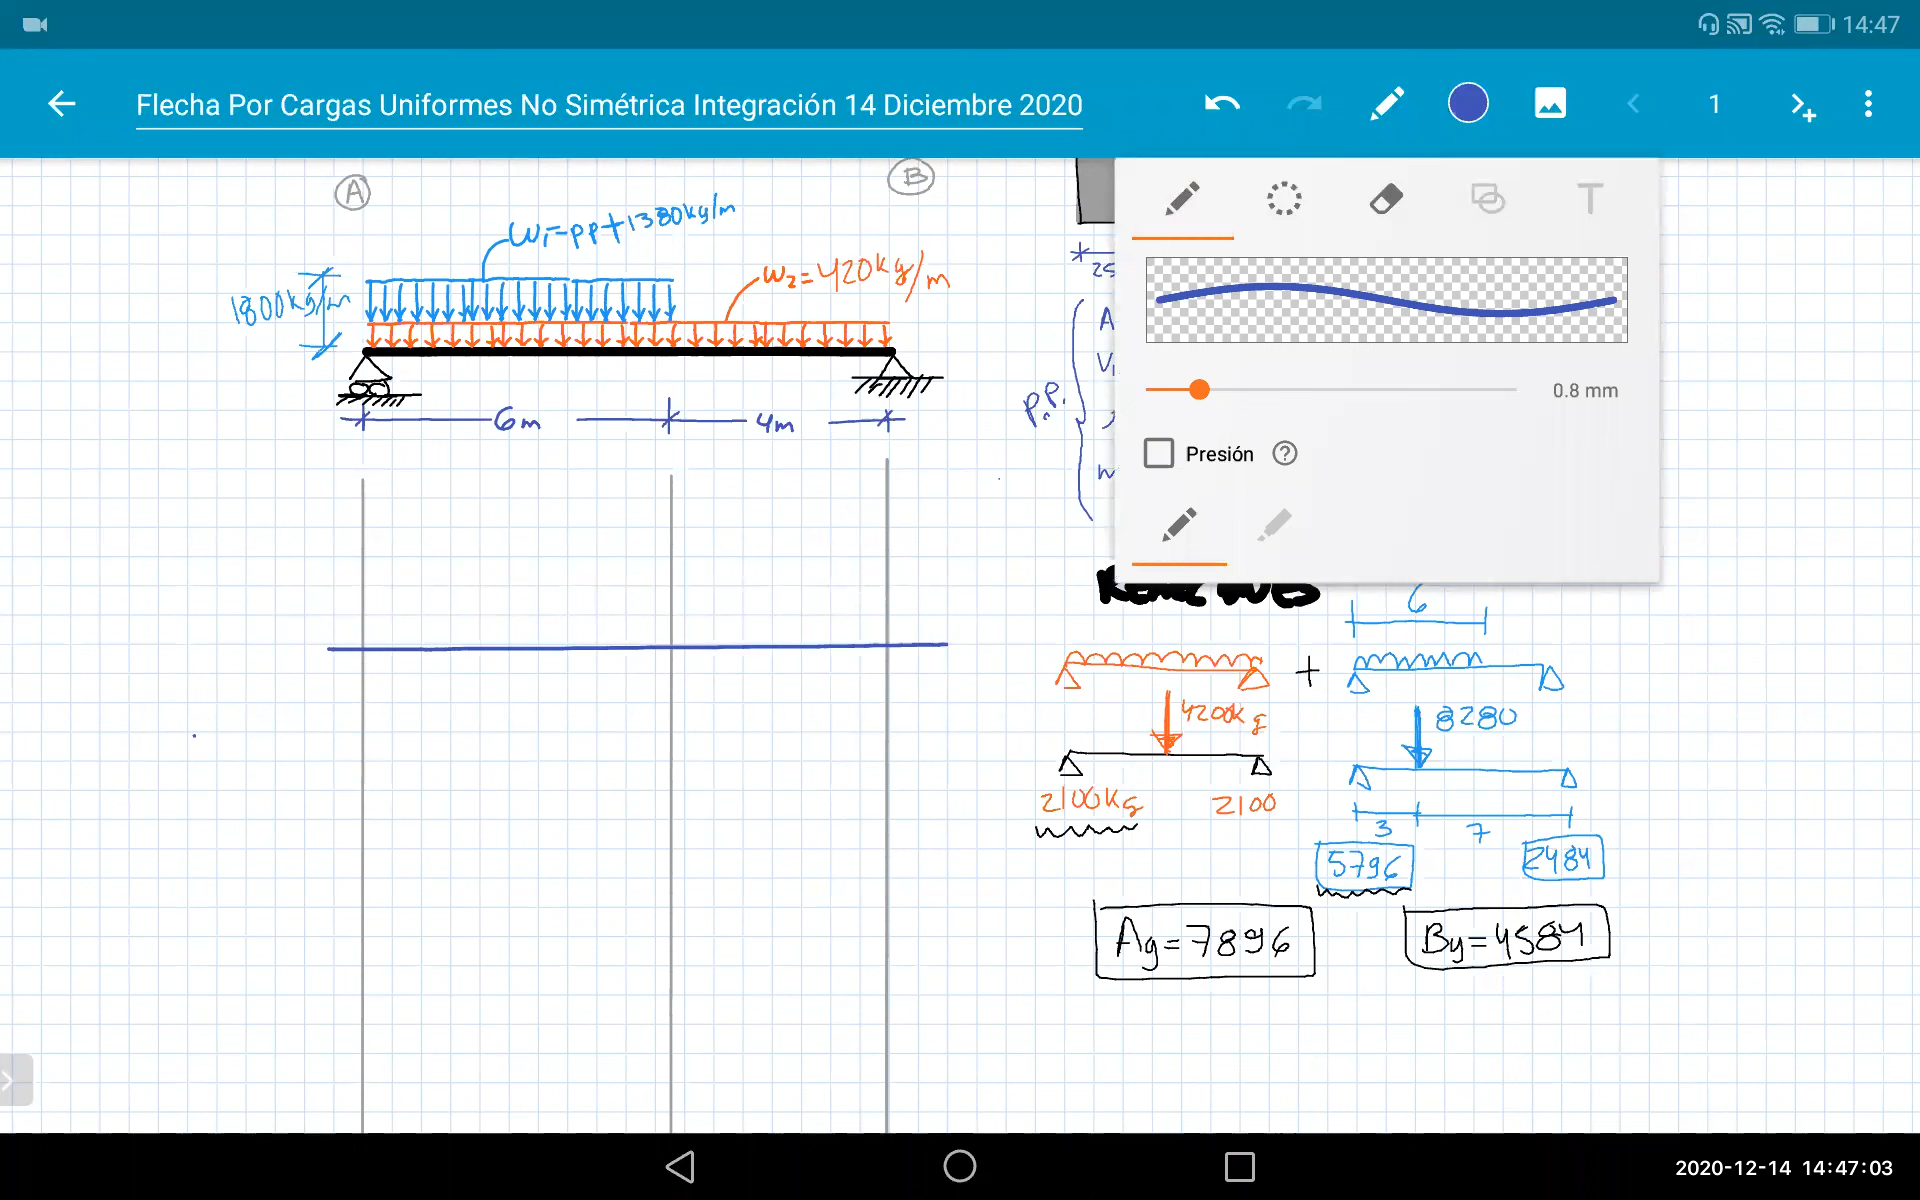 14:47
Flecha Por Cargas Uniformes No Simétrica Integración 14 Diciembre 2020
1
A
B
W1=PP+1380kg/m
W2=420kg/m
1800kg/m
6m
4m
25
A
P.P.
0.8 mm
Presión
6
+
4200kg
8280
2100kg
2100
3
7
5796
2484
Ay=7896
By=4584
2020-12-14 14:47:03